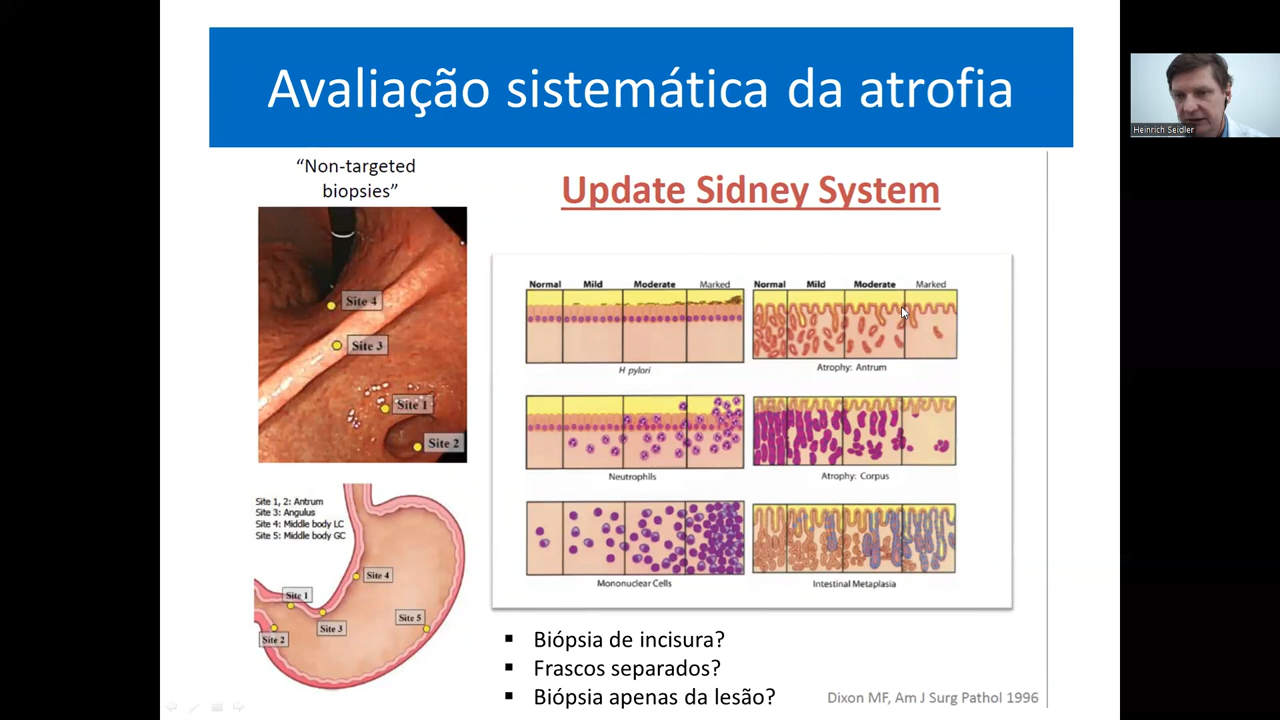 Avaliação sistemática da atrofia
Heinrich Seidler
“Non-targeted
biopsies”
Update Sidney System
Site 4
Site 3
Site 1
Site 2
Site 1, 2: Antrum
Site 3: Angulus
Site 4: Middle body LC
Site 5: Middle body GC
Site 4
Site 1
Site 5
Site 3
Site 2
Normal Mild Moderate Marked
H pylori
Normal Mild Moderate Marked
Atrophy: Antrum
Neutrophils
Atrophy: Corpus
Mononuclear Cells
Intestinal Metaplasia
▪ Biópsia de incisura?
▪ Frascos separados?
▪ Biópsia apenas da lesão?
Dixon MF, Am J Surg Pathol 1996